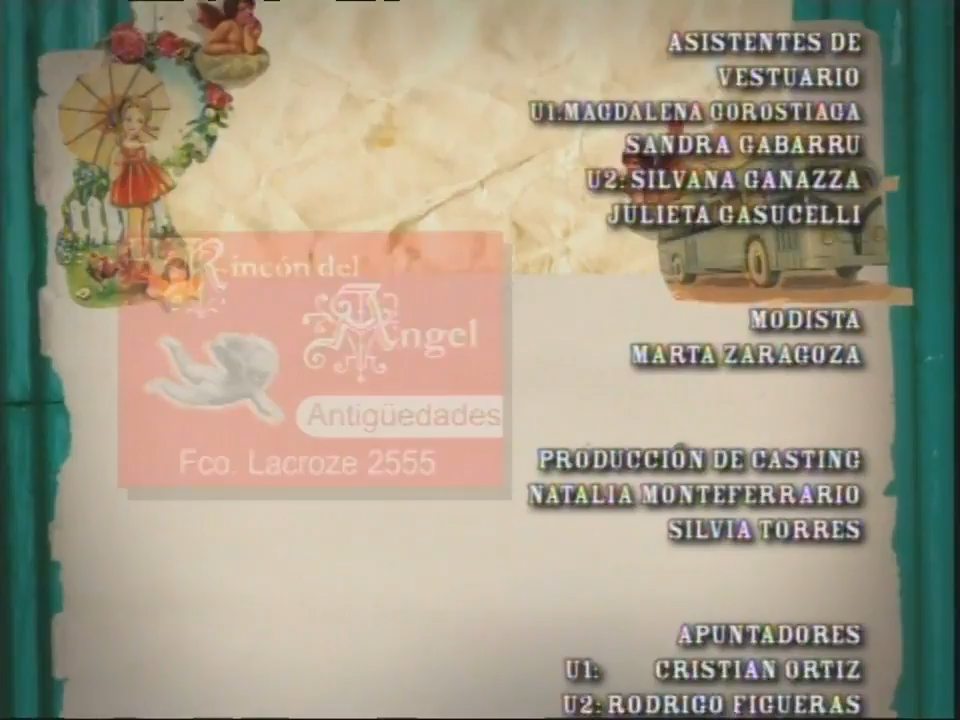 ASISTENTES DE
VESTUARIO
U1:MAGDALENA GOROSTIAGA
SANDRA GABARRU
U2: SILVANA GANAZZA
JULIETA GASUCELLI
Rincón del
Angel
Antigüedades
Fco. Lacroze 2555
MODISTA
MARTA ZARAGOZA
PRODUCCIÓN DE CASTING
NATALIA MONTEFERRARIO
SILVIA TORRES
APUNTADORES
U1: CRISTIAN ORTIZ
U2: RODRIGO FIGUERAS